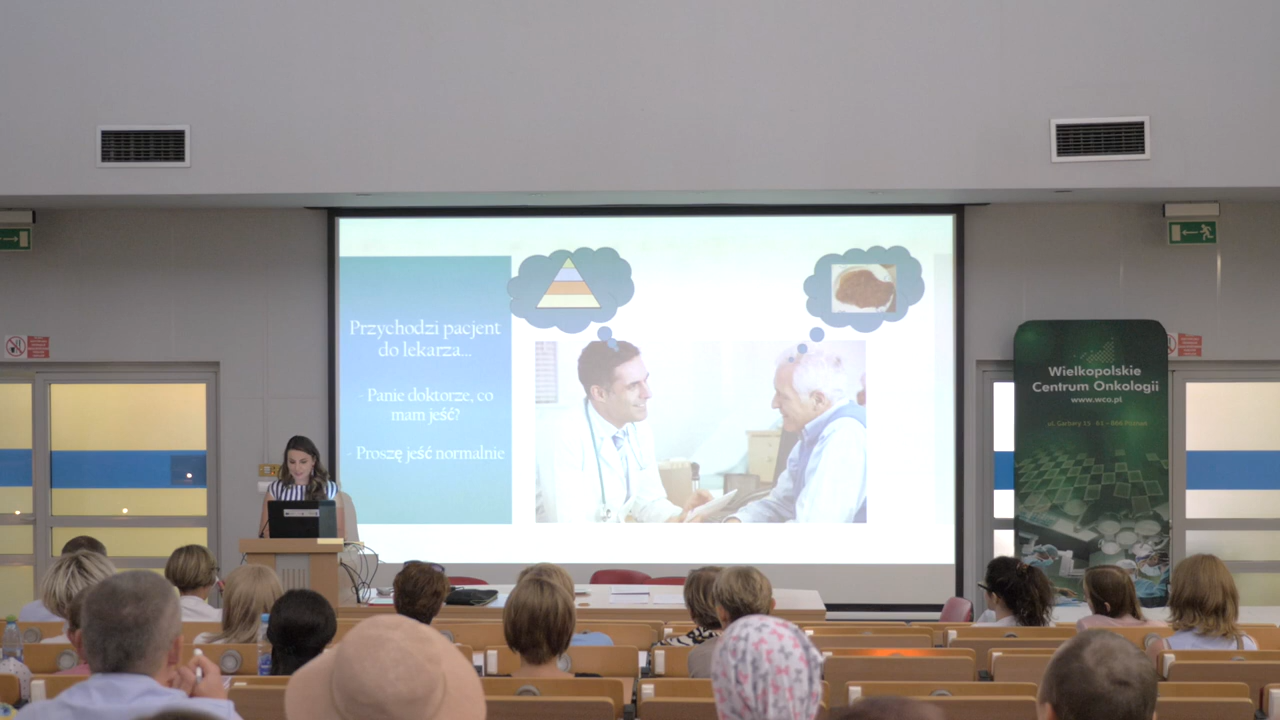 Przychodzi pacjent
do lekarza...
- Panie doktorze, co
mam jeść?
- Proszę jeść normalnie
Wielkopolskie
Centrum Onkologii
www.wco.pl